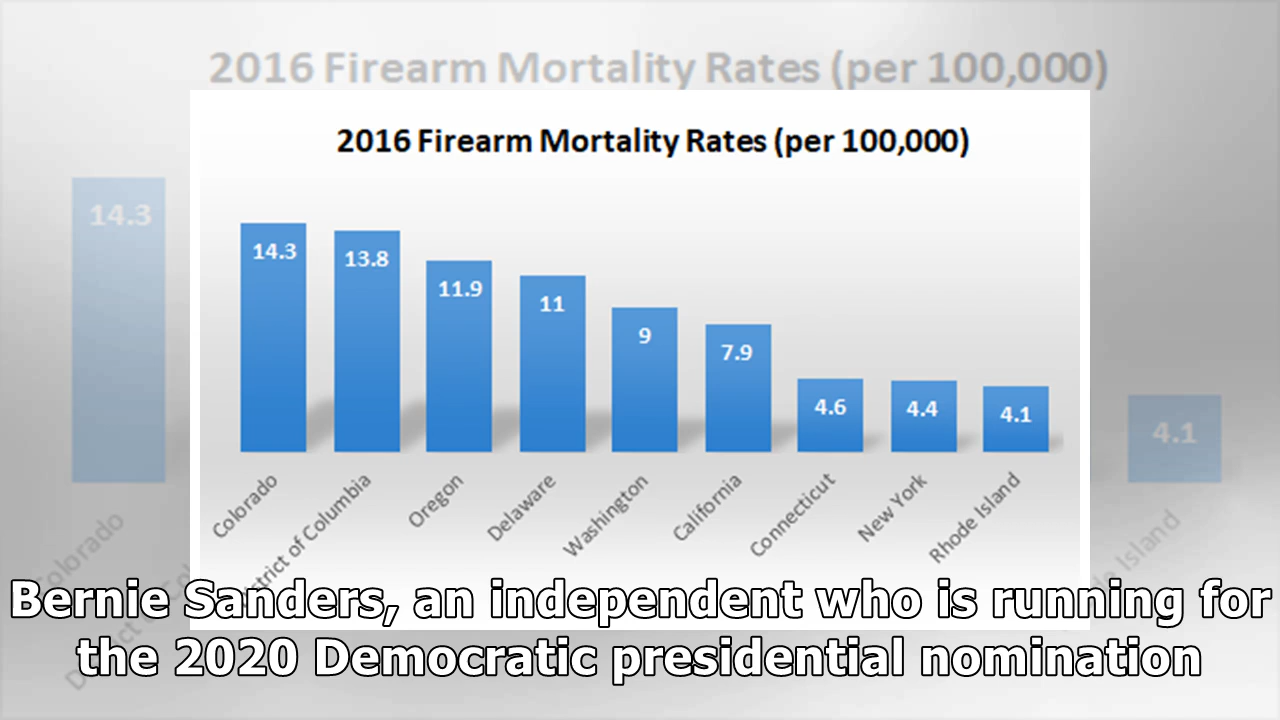 2016 Firearm Mortality Rates (per 100,000)
2016 Firearm Mortality Rates (per 100,000)
14.3
14.3
13.8
11.9
11
9
7.9
4.6
4.4
4.1
4.1
Colorado
District of Columbia
Oregon
Delaware
Washington
California
Connecticut
New York
Rhode Island
Colorado
Island
Bernie Sanders, an independent who is running for
the 2020 Democratic presidential nomination